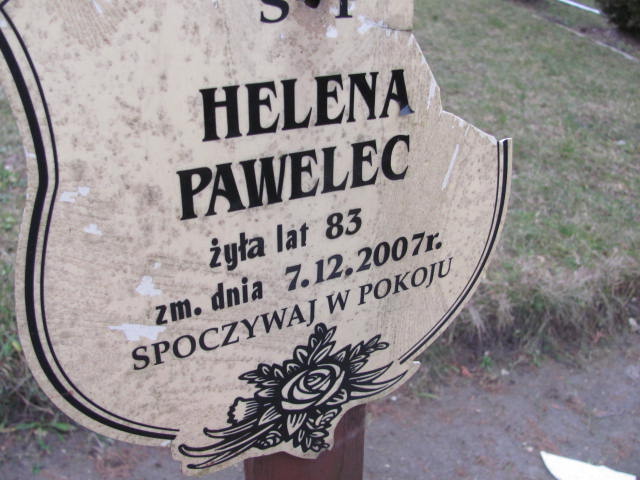 Ś P
HELENA
PAWELEC
żyła lat 83
zm. dnia 7.12.2007r.
SPOCZYWAJ W POKOJU